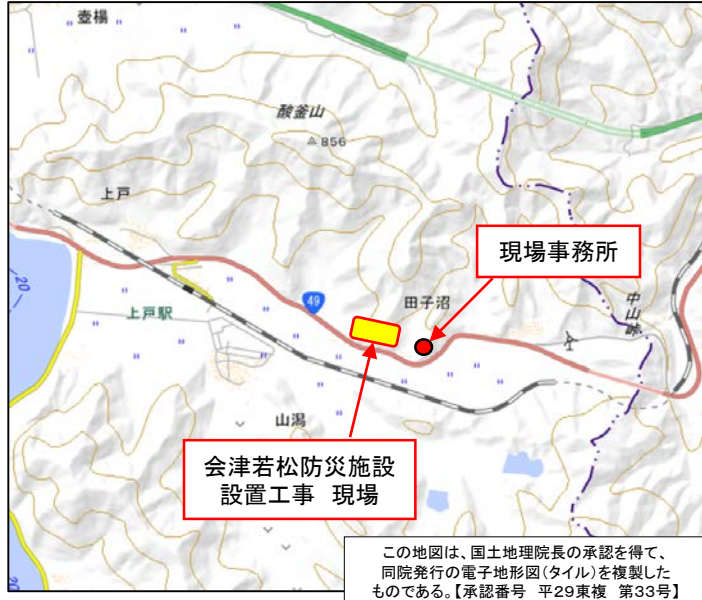 壺楊
酸釜山
856
上戸
現場事務所
49
田子沼
上戸駅
中山峠
20
山潟
会津若松防災施設
設置工事 現場
20
この地図は、国土地理院長の承認を得て、
同院発行の電子地形図(タイル)を複製した
ものである。【承認番号 平29東複 第33号】